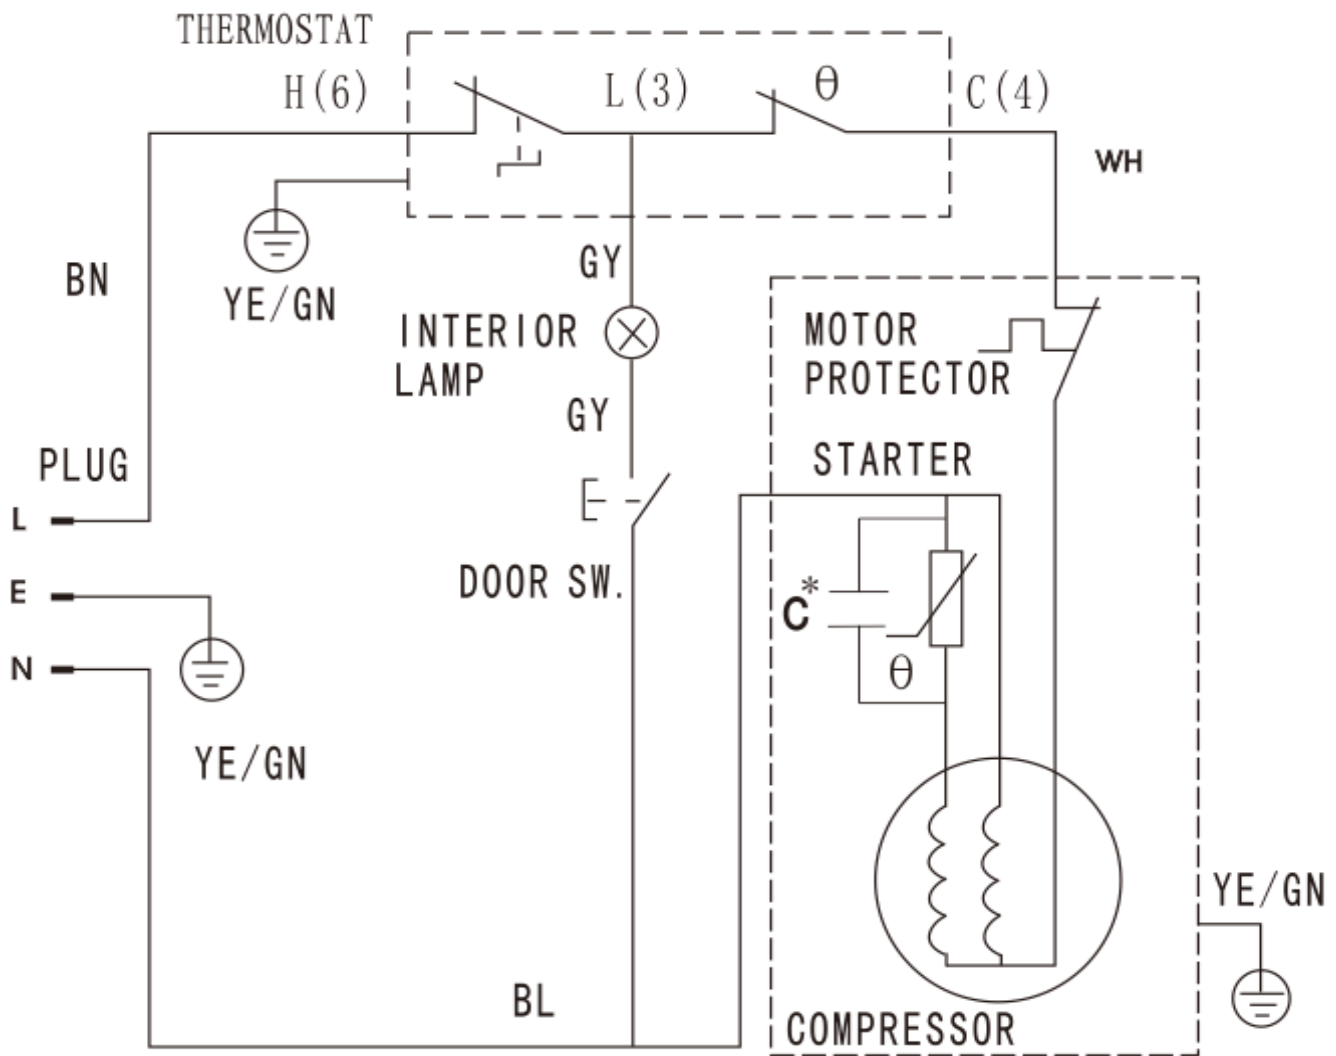 THERMOSTAT
H(6)
L(3)
θ
C(4)
WH
BN
YE/GN
GY
INTERIOR
LAMP
MOTOR
PROTECTOR
GY
PLUG
STARTER
L
E
DOOR SW.
C*
N
θ
YE/GN
YE/GN
BL
COMPRESSOR